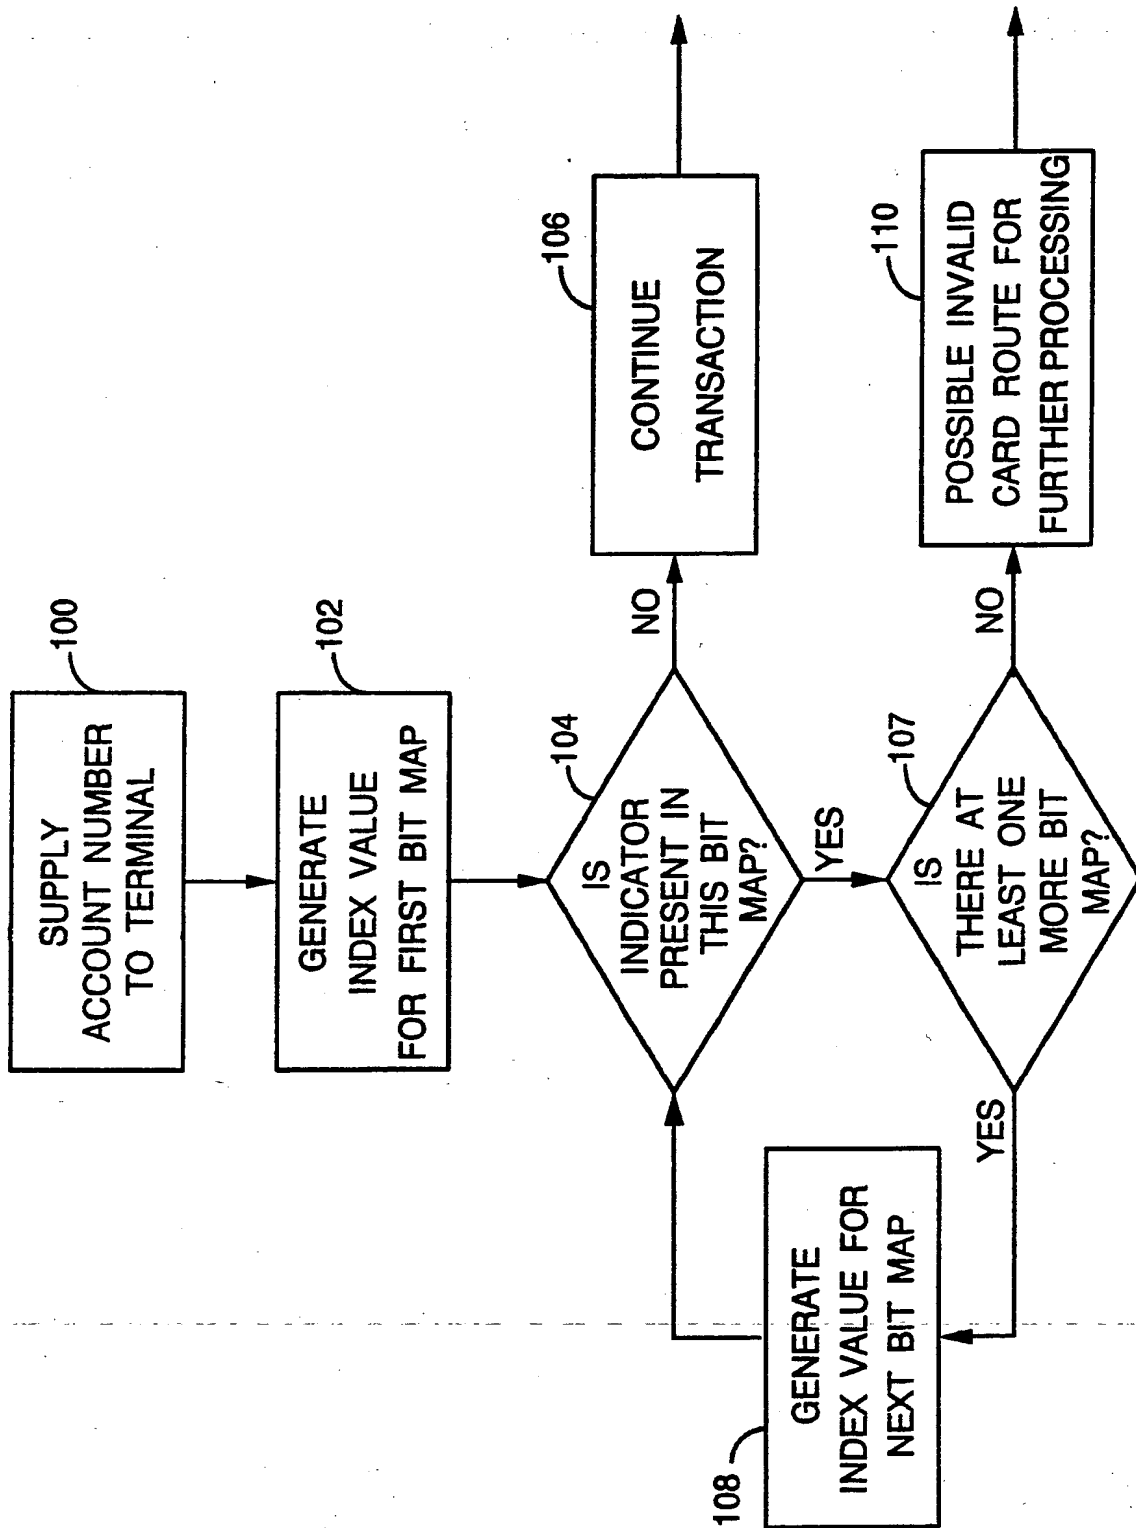 100
SUPPLY
ACCOUNT NUMBER
TO TERMINAL
102
GENERATE
INDEX VALUE
FOR FIRST BIT MAP
104
IS
INDICATOR
PRESENT IN
THIS BIT
MAP?
NO
106
CONTINUE
TRANSACTION
YES
107
IS
THERE AT
LEAST ONE
MORE BIT
MAP?
NO
110
POSSIBLE INVALID
CARD ROUTE FOR
FURTHER PROCESSING
YES
108
GENERATE
INDEX VALUE FOR
NEXT BIT MAP